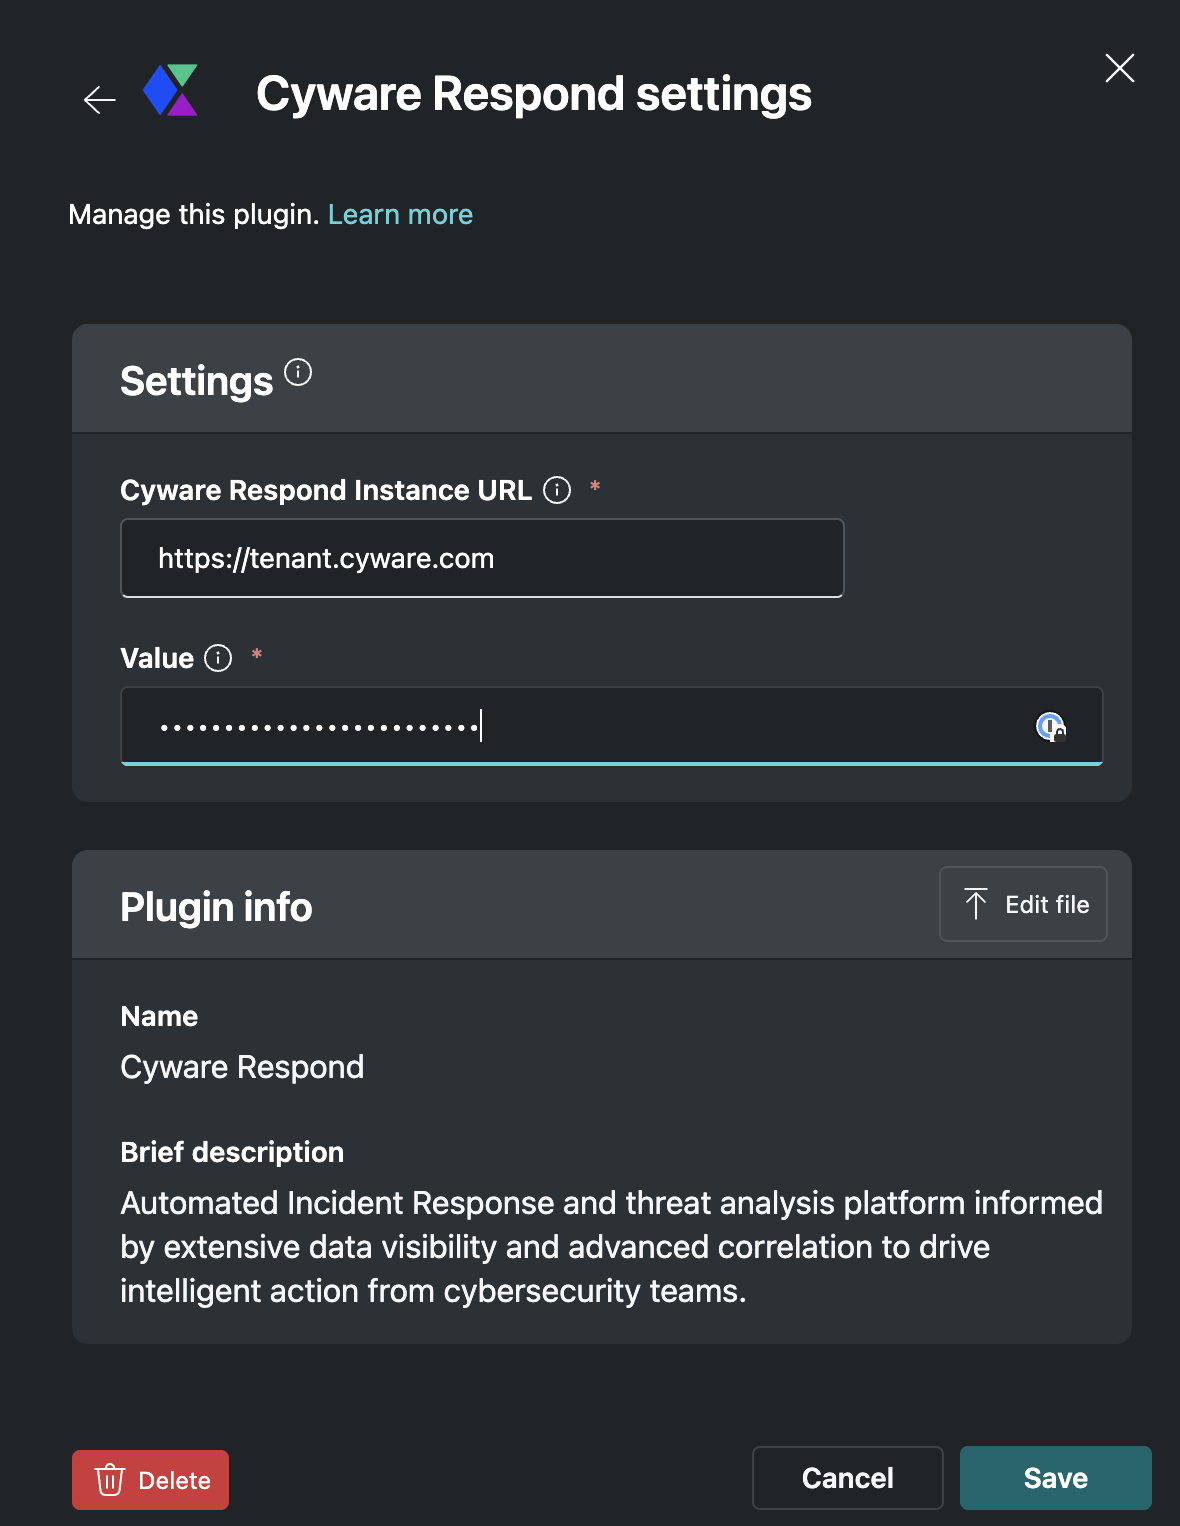 Cyware Respond settings
Manage this plugin. Learn more
Settings
Cyware Respond Instance URL *
https://tenant.cyware.com
Value *
•••••••••••••••••••••••••
Plugin info
Edit file
Name
Cyware Respond
Brief description
Automated Incident Response and threat analysis platform informed
by extensive data visibility and advanced correlation to drive
intelligent action from cybersecurity teams.
Delete
Cancel
Save